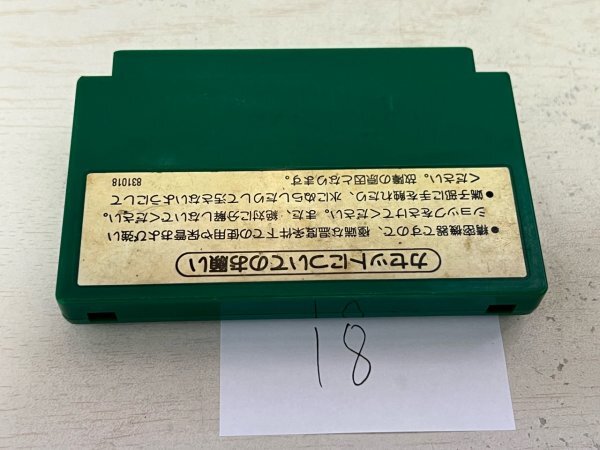 カセットについてのお願い
●精密機器ですので、極端な温度条件下での使用や保管および強い
ショックをさけてください。また、絶対に分解しないでください。
●端子部に手を触れたり、水にぬらしたりして汚さないようにして
ください。故障の原因となります。
831018
18